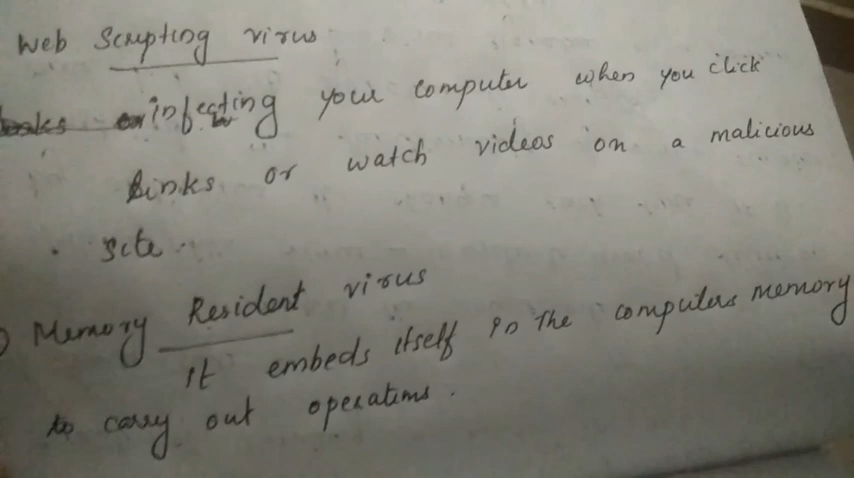 Web Scripting virus
infecting your computer when you click
links or watch videos on a malicious
site.
Memory Resident virus
It embeds itself in the computers memory
to carry out operations.